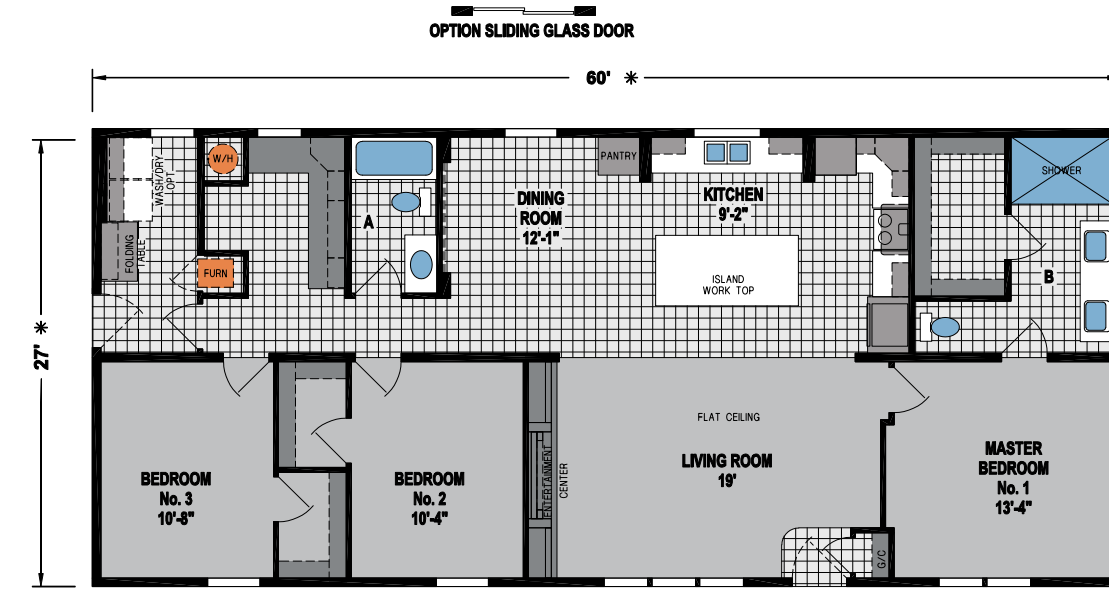 OPTION SLIDING GLASS DOOR
60' *
27' *
WASH/DRY
OPT
W/H
FOLDING
TABLE
FURN
A
DINING
ROOM
12'-1"
PANTRY
KITCHEN
9'-2"
ISLAND
WORK TOP
SHOWER
B
BEDROOM
No. 3
10'-8"
BEDROOM
No. 2
10'-4"
ENTERTAINMENT
CENTER
FLAT CEILING
LIVING ROOM
19'
G/C
MASTER
BEDROOM
No. 1
13'-4"